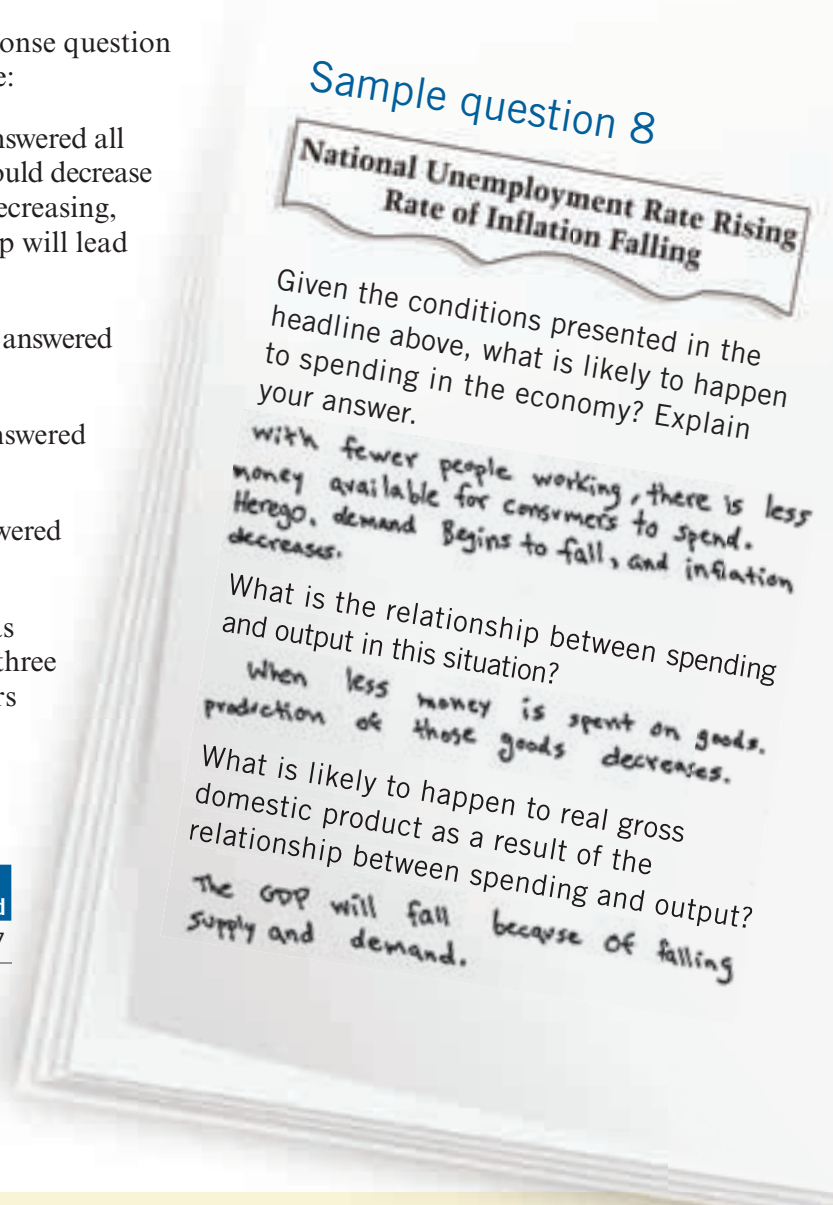 onse question
e:
nswered all
ould decrease
ecreasing,
p will lead
answered
nswered
wered
as
three
rs
d
7
Sample question 8
National Unemployment Rate Rising
Rate of Inflation Falling
Given the conditions presented in the
headline above, what is likely to happen
to spending in the economy? Explain
your answer.
with fewer people working, there is less
money available for consumers to spend.
Herego, demand Begins to fall, and inflation
decreases.
What is the relationship between spending
and output in this situation?
When less money is spent on goods.
production of those goods decreases.
What is likely to happen to real gross
domestic product as a result of the
relationship between spending and output?
The GDP will fall because of falling
supply and demand.